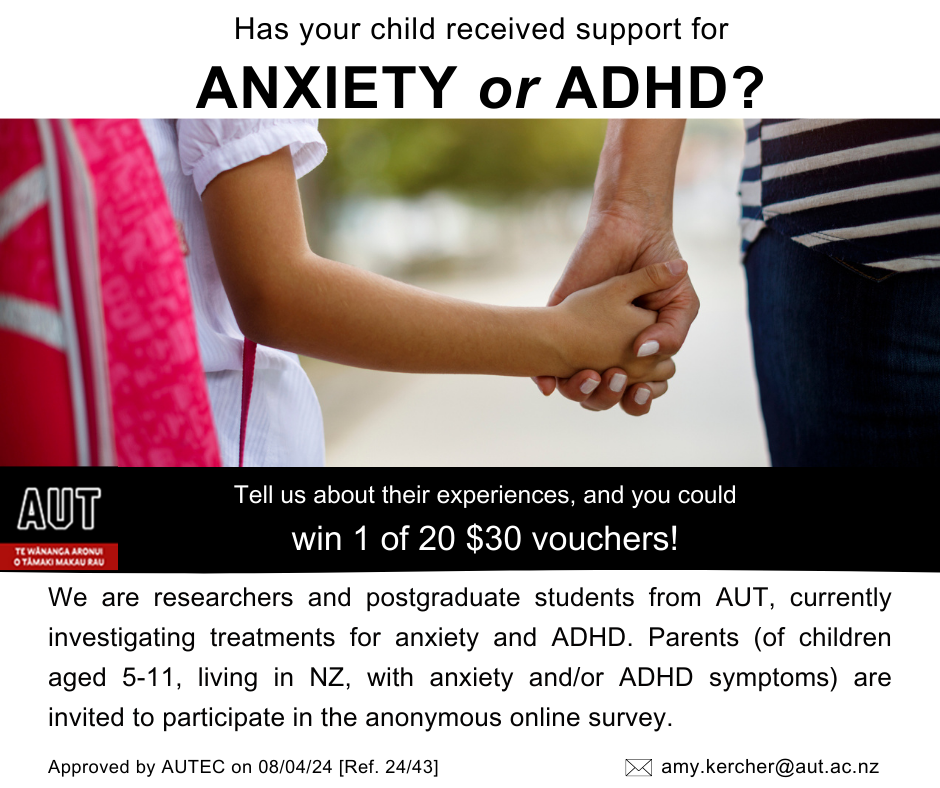 Has your child received support for
ANXIETY or ADHD?
AUT
TE WĀNANGA ARONUI
O TĀMAKI MAKAU RAU
Tell us about their experiences, and you could
win 1 of 20 $30 vouchers!
We are researchers and postgraduate students from AUT, currently
investigating treatments for anxiety and ADHD. Parents (of children
aged 5-11, living in NZ, with anxiety and/or ADHD symptoms) are
invited to participate in the anonymous online survey.
Approved by AUTEC on 08/04/24 [Ref. 24/43]
amy.kercher@aut.ac.nz